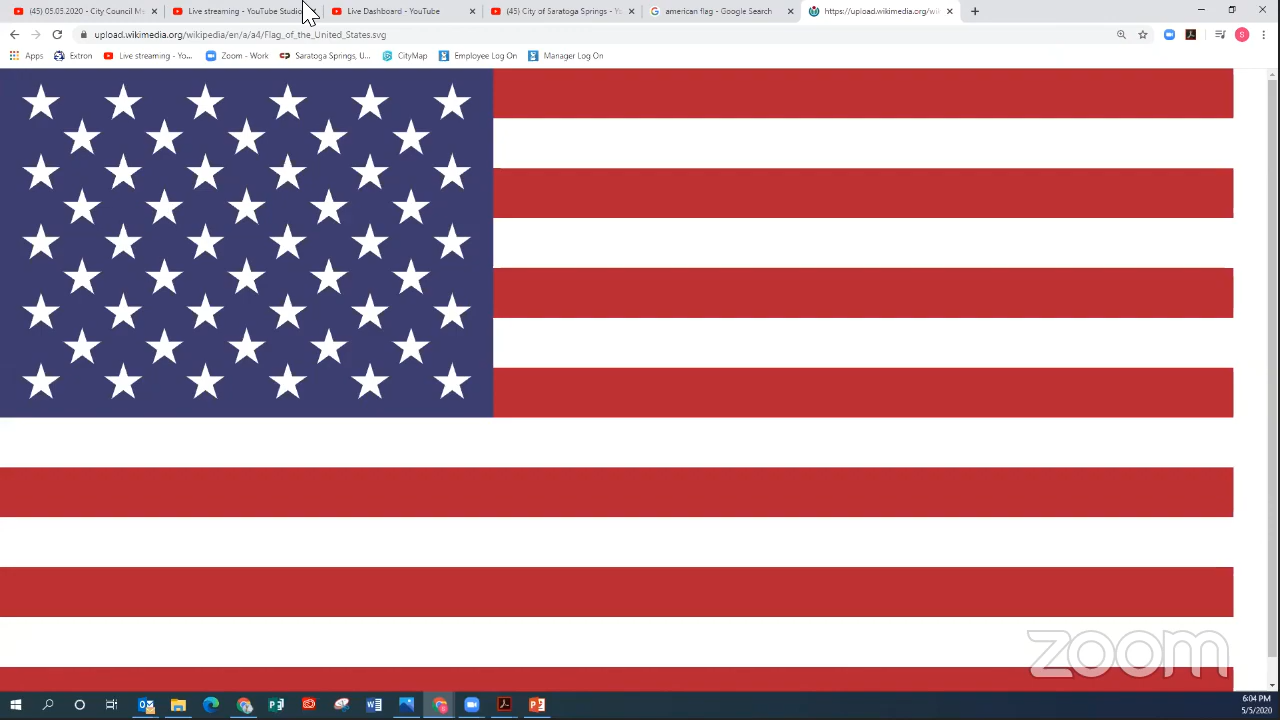 (45) 05.05.2020 - City Council Me
Live streaming - YouTube Studio
Live Dashboard - YouTube
(45) City of Saratoga Springs - Yo
american flag - Google Search
https://upload.wikimedia.org/wiki
upload.wikimedia.org/wikipedia/en/a/a4/Flag_of_the_United_States.svg
S
Apps
Extron
Live streaming - Yo...
Zoom - Work
Saratoga Springs, U...
CityMap
Employee Log On
Manager Log On
zoom
6:04 PM
5/5/2020